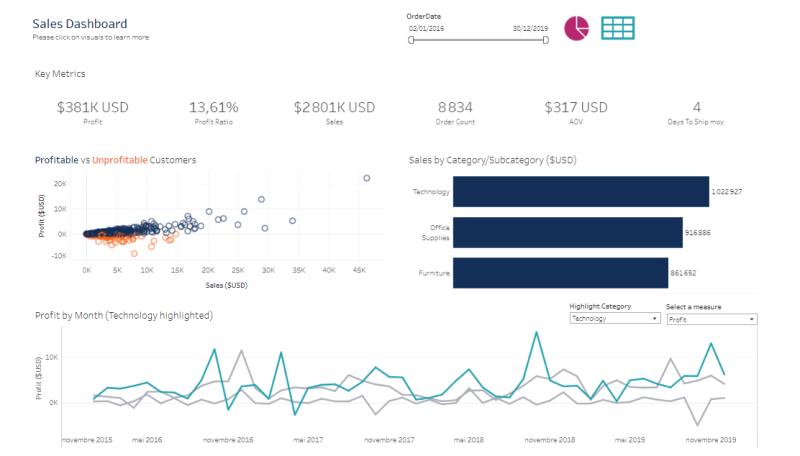 Sales Dashboard
Please click on visuals to learn more
OrderDate
02/01/2016 30/12/2019
Key Metrics
$381K USD
Profit
13,61%
Profit Ratio
$2801K USD
Sales
8834
Order Count
$317 USD
AOV
4
Days To Ship moy.
Profitable vs Unprofitable Customers
Profit ($USD)
20K
10K
0K
-10K
0K 5K 10K 15K 20K 25K 30K 35K 40K 45K
Sales ($USD)
Sales by Category/Subcategory ($USD)
Technology 1022927
Office
Supplies
916886
Furniture 861652
Profit by Month (Technology highlighted)
Highlight Category
Technology
Select a measure
Profit
Profit ($USD)
10K
0K
novembre 2015 mai 2016 novembre 2016 mai 2017 novembre 2017 mai 2018 novembre 2018 mai 2019 novembre 2019